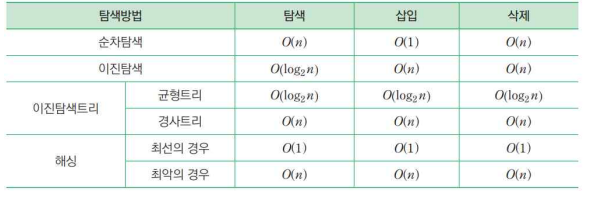 탐색방법 탐색 삽입 삭제
순차탐색 O(n) O(1) O(n)
이진탐색 O(log₂n) O(n) O(n)
이진탐색트리 균형트리 O(log₂n) O(log₂n) O(log₂n)
경사트리 O(n) O(n) O(n)
해싱 최선의 경우 O(1) O(1) O(1)
최악의 경우 O(n) O(n) O(n)